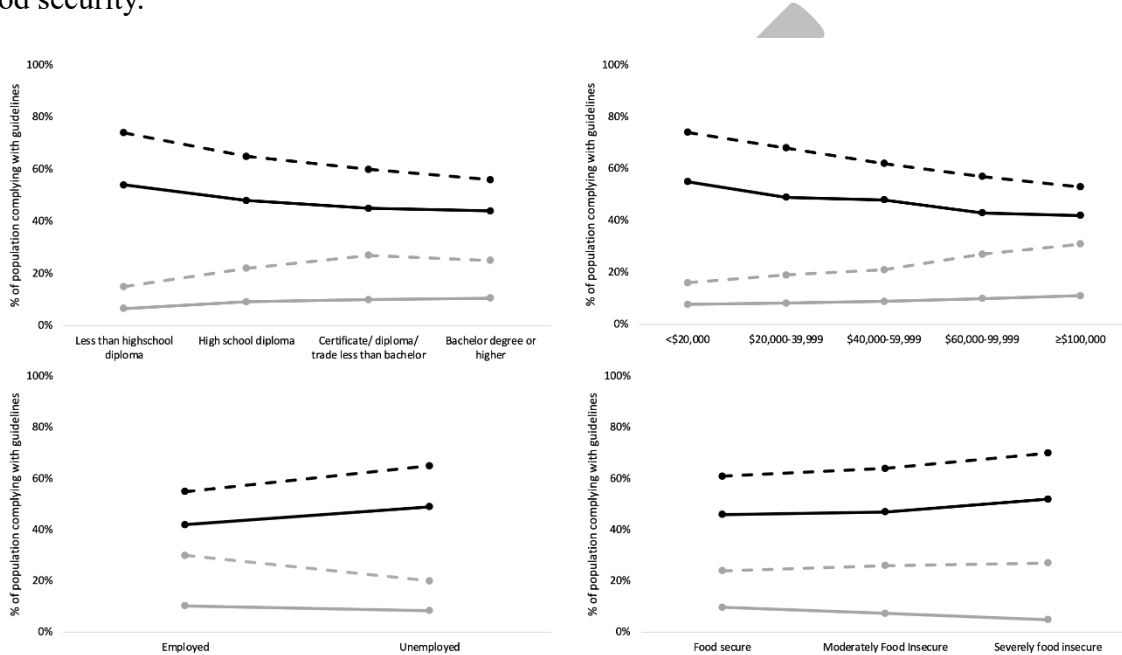 od security.
% of population complying with guidelines
100%
80%
60%
40%
20%
0%
Less than highschool
diploma
High school diploma
Certificate/ diploma/
trade less than bachelor
Bachelor degree or
higher
% of population complying with guidelines
100%
80%
60%
40%
20%
0%
<$20,000
$20,000-39,999
$40,000-59,999
$60,000-99,999
≥$100,000
% of population complying with guidelines
100%
80%
60%
40%
20%
0%
Employed
Unemployed
% of population complying with guidelines
100%
80%
60%
40%
20%
0%
Food secure
Moderately Food Insecure
Severely food insecure